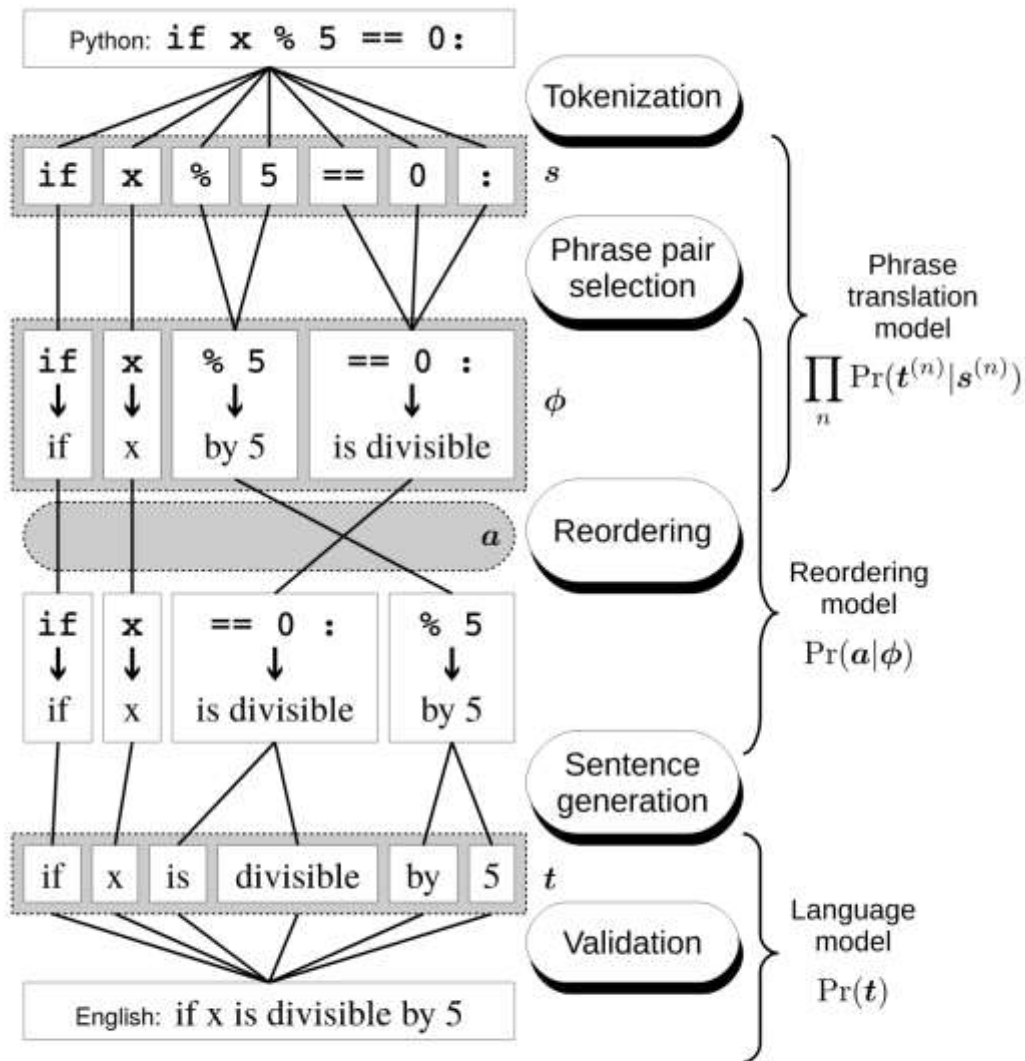 Python: if x % 5 == 0:
Tokenization
if x % 5 == 0 :
s
Phrase pair
selection
Phrase
translation
model
∏ Pr(t^(n)|s^(n))
n
if x % 5 == 0 :
↓ ↓ ↓ ↓
if x by 5 is divisible
ϕ
a
Reordering
Reordering
model
Pr(a|ϕ)
if x == 0 : % 5
↓ ↓ ↓ ↓
if x is divisible by 5
Sentence
generation
if x is divisible by 5
t
Validation
Language
model
Pr(t)
English: if x is divisible by 5